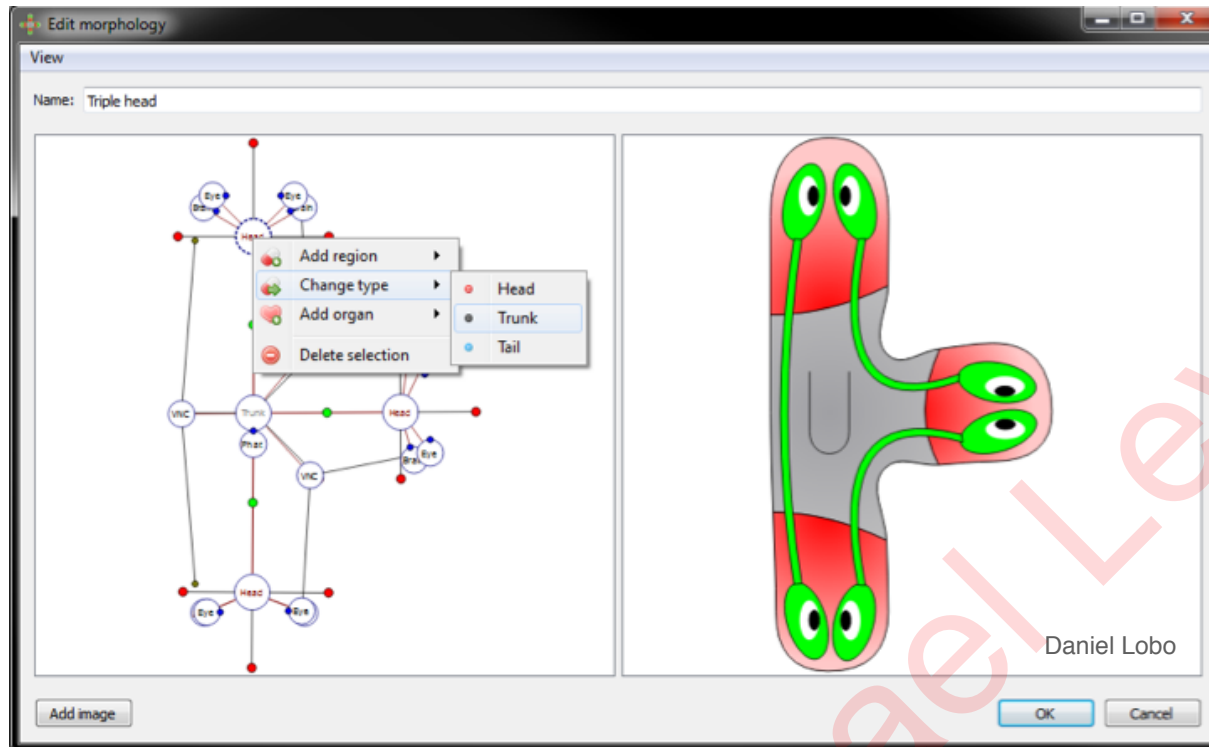 Edit morphology
View
Name: Triple head
Eye
Eye
Head
Add region
Change type
Add organ
Delete selection
Head
Trunk
Tail
VNC
Trunk
Head
Phar
Eye
VNC
Head
Eye
Eye
Daniel Lobo
Add image
OK
Cancel